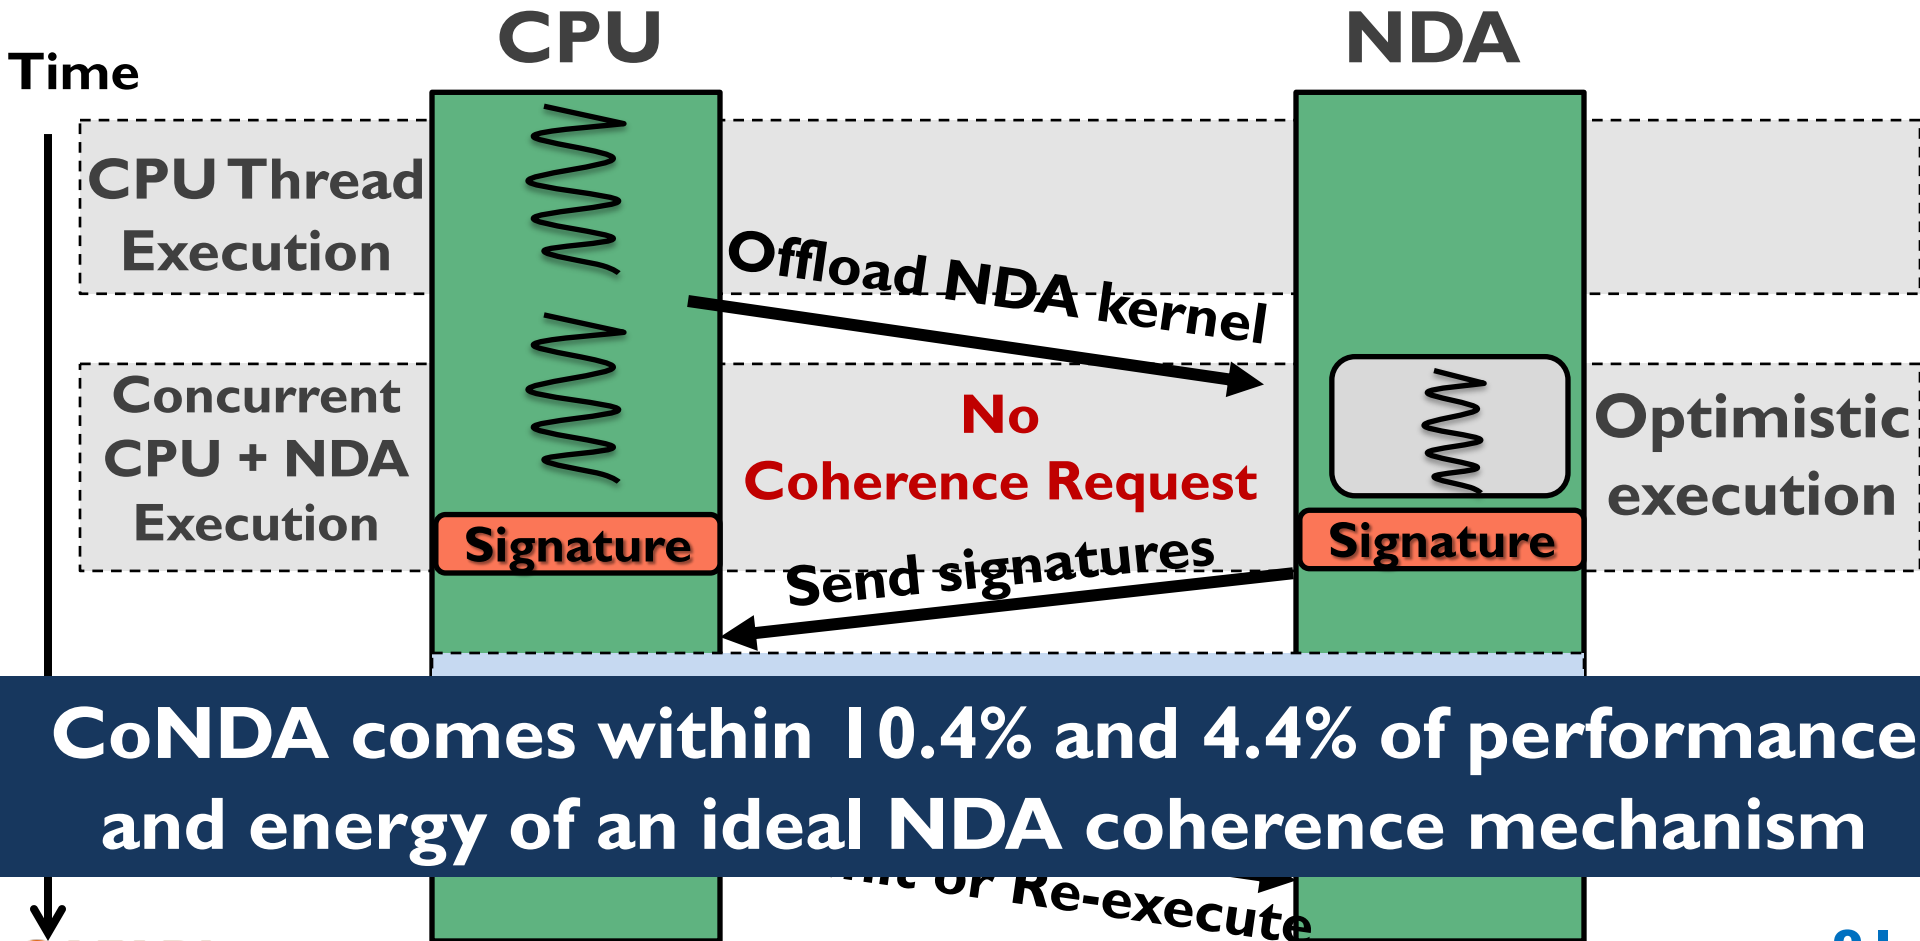 CPU
NDA
Time
CPU Thread
Execution
Offload NDA kernel
Concurrent
CPU + NDA
Execution
No
Coherence Request
Optimistic
execution
Signature
Signature
Send signatures
CoNDA comes within 10.4% and 4.4% of performance
and energy of an ideal NDA coherence mechanism
or Re-execute